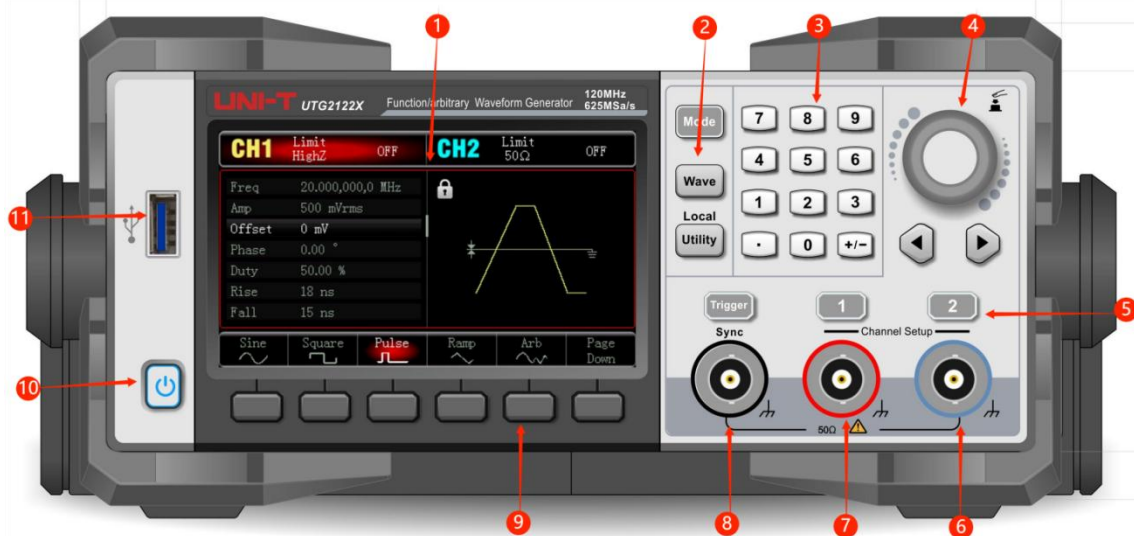 1
2
3
4
UNI-T UTG2122X Function/arbitrary Waveform Generator 120MHz 625MSa/s
CH1 Limit HighZ OFF CH2 Limit 50Ω OFF
Freq 20.000,000,0 MHz
Amp 500 mVrms
Offset 0 mV
Phase 0.00 °
Duty 50.00 %
Rise 18 ns
Fall 15 ns
Sine Square Pulse Ramp Arb Page Down
Mode
Wave
Local
Utility
7 8 9
4 5 6
1 2 3
. 0 +/-
Trigger 1 2
Sync Channel Setup
50Ω
5
6
7
8
9
10
11